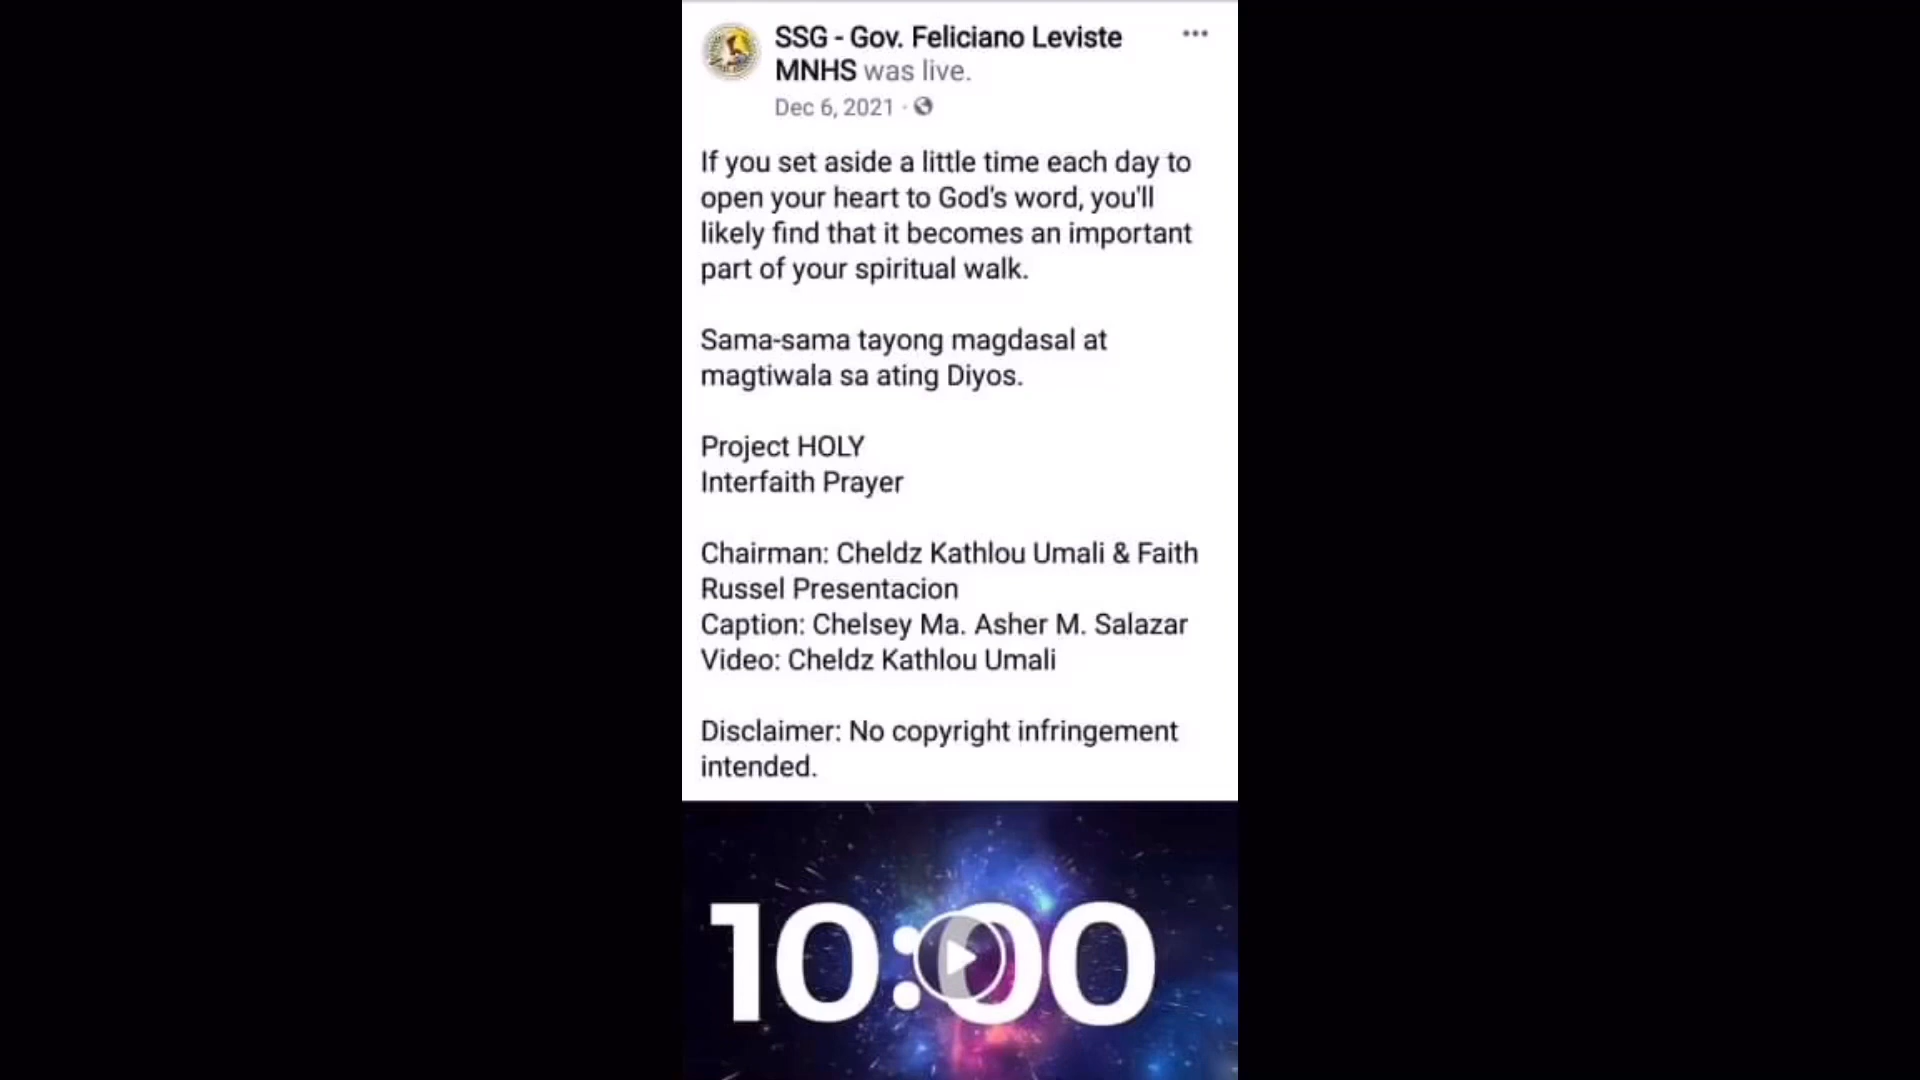 SSG - Gov. Feliciano Leviste
MNHS was live.
Dec 6, 2021 ·
If you set aside a little time each day to
open your heart to God's word, you'll
likely find that it becomes an important
part of your spiritual walk.
Sama-sama tayong magdasal at
magtiwala sa ating Diyos.
Project HOLY
Interfaith Prayer
Chairman: Cheldz Kathlou Umali & Faith
Russel Presentacion
Caption: Chelsey Ma. Asher M. Salazar
Video: Cheldz Kathlou Umali
Disclaimer: No copyright infringement
intended.
10:00